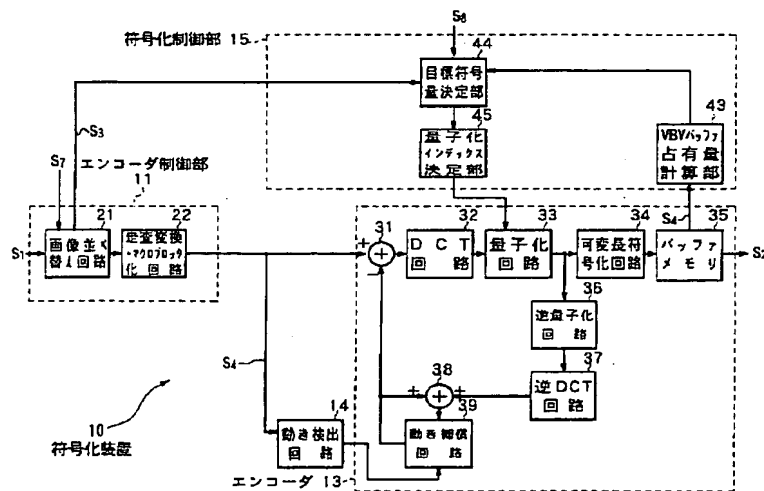 符号化制御部 15
S8
44
目標符号
量決定部
45
量子化
インデックス
決定部
43
VBVバッファ
占有量
計算部
S3
S7
エンコーダ制御部
11
21
画像並べ
替え回路
22
走査変換
・マクロブロック
化回路
S1
31
+
−
32
DCT
回路
33
量子化
回路
34
可変長符
号化回路
S4
35
バッファ
メモリ
S2
36
逆量子化
回路
37
逆DCT
回路
38
+
+
39
動き補償
回路
S4
14
動き検出
回路
エンコーダ 13
10
符号化装置